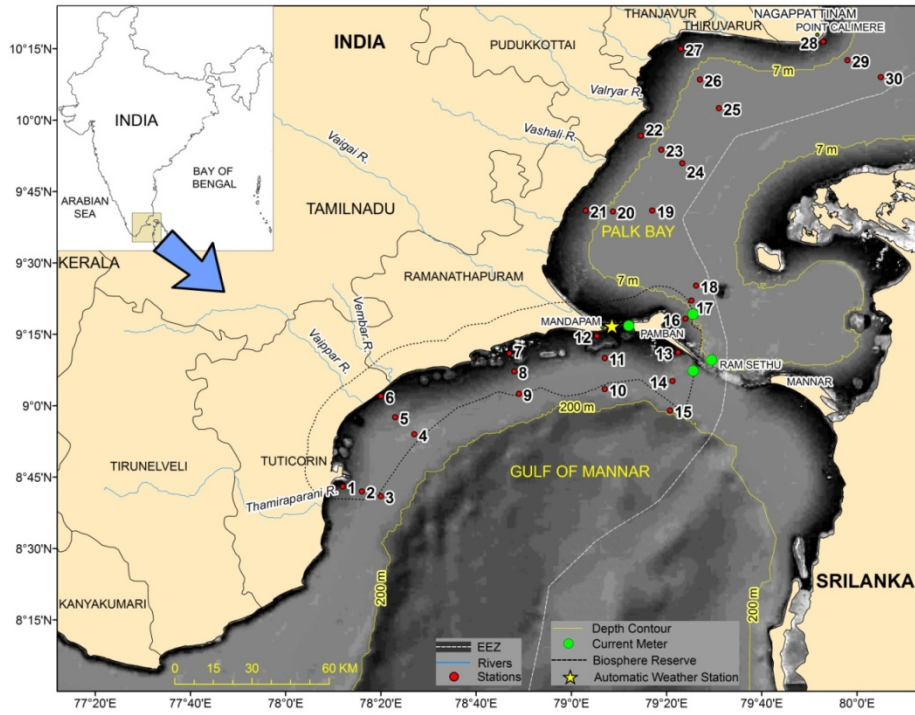 10°15'N
10°0'N
9°45'N
9°30'N
9°15'N
9°0'N
8°45'N
8°30'N
8°15'N
INDIA
ARABIAN
SEA
BAY OF
BENGAL
INDIA
THANJAVUR
THIRUVARUR
NAGAPPATTINAM
POINT CALIMERE
PUDUKKOTTAI
Valryar R.
Vashali R.
Vaigai R.
TAMILNADU
KERALA
RAMANATHAPURAM
Vembar R.
Vaippar R.
MANDAPAM
PAMBAN
RAM SETHU
MANNAR
PALK BAY
7 m
7 m
7 m
TIRUNELVELI
TUTICORIN
Thamiraparani R.
KANYAKUMARI
GULF OF MANNAR
200 m
200 m
200 m
SRILANKA
1
2
3
4
5
6
7
8
9
10
11
12
13
14
15
16
17
18
19
20
21
22
23
24
25
26
27
28
29
30
0 15 30 60 KM
EEZ
Rivers
Stations
Depth Contour
Current Meter
Biosphere Reserve
Automatic Weather Station
77°20'E 77°40'E 78°0'E 78°20'E 78°40'E 79°0'E 79°20'E 79°40'E 80°0'E